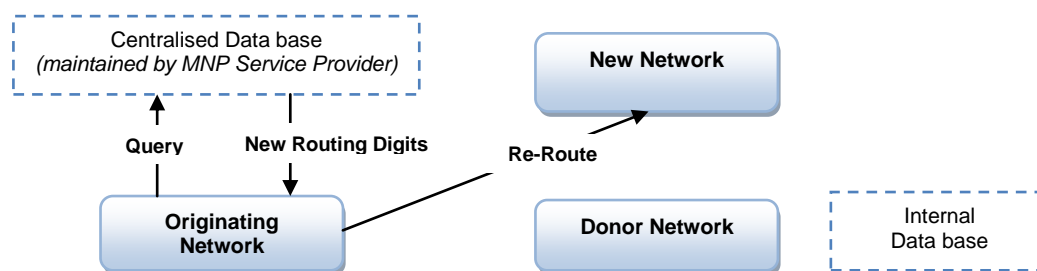 Centralised Data base
(maintained by MNP Service Provider)
New Network
Query
New Routing Digits
Re-Route
Originating
Network
Donor Network
Internal
Data base